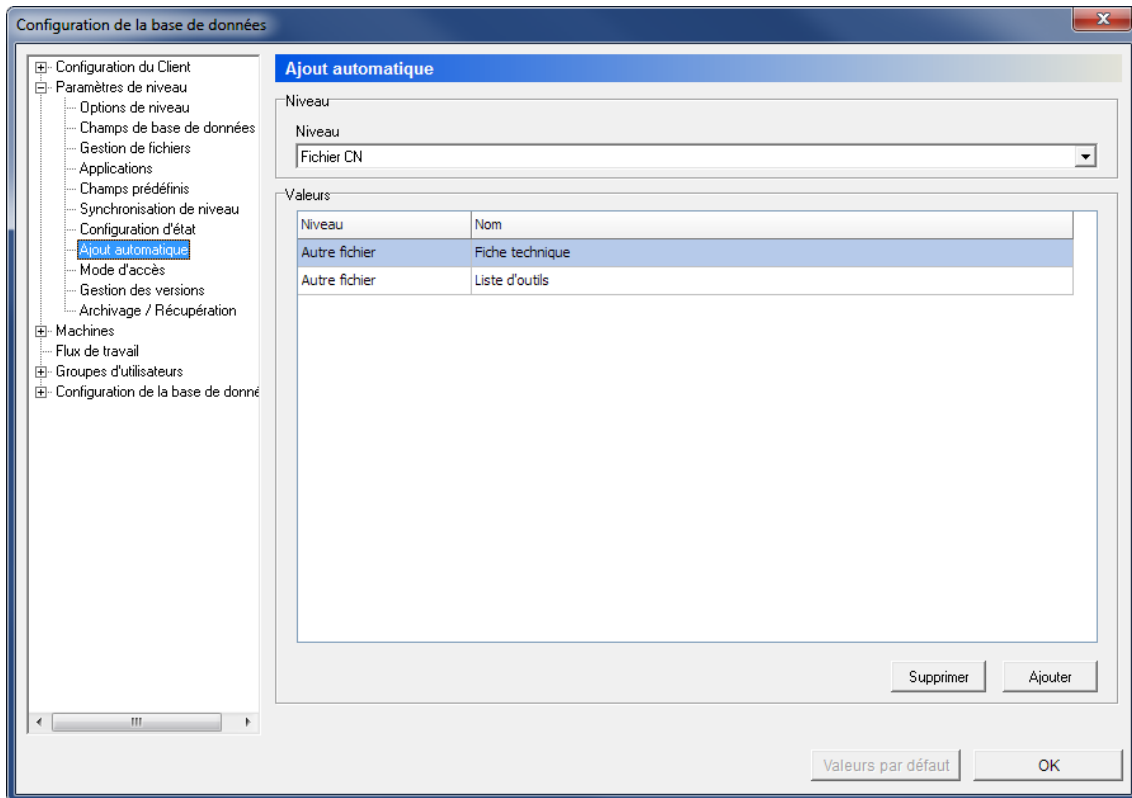 Configuration de la base de données
Configuration du Client
Paramètres de niveau
Options de niveau
Champs de base de données
Gestion de fichiers
Applications
Champs prédéfinis
Synchronisation de niveau
Configuration d'état
Ajout automatique
Mode d'accès
Gestion des versions
Archivage / Récupération
Machines
Flux de travail
Groupes d'utilisateurs
Configuration de la base de donné
Ajout automatique
Niveau
Niveau
Fichier CN
Valeurs
Niveau Nom
Autre fichier Fiche technique
Autre fichier Liste d'outils
Supprimer Ajouter
Valeurs par défaut OK